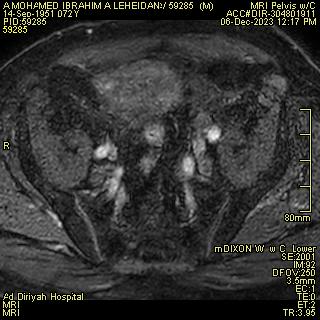 A MOHAMED IBRAHIM A LEHEIDAN:/ 59285 (M)
14-Sep-1951 072Y
PID:59285
59285
MRI Pelvis w/C
ACC#DIR-304801911
06-Dec-2023 12:17 PM
R
80mm
mDIXON W w C Lower
SE:2001
IM:92
DFOV:250
3.5mm
EC:1
TE:0
ET:2
TR:3.95
Ad Diriyah Hospital
MRI
MRI